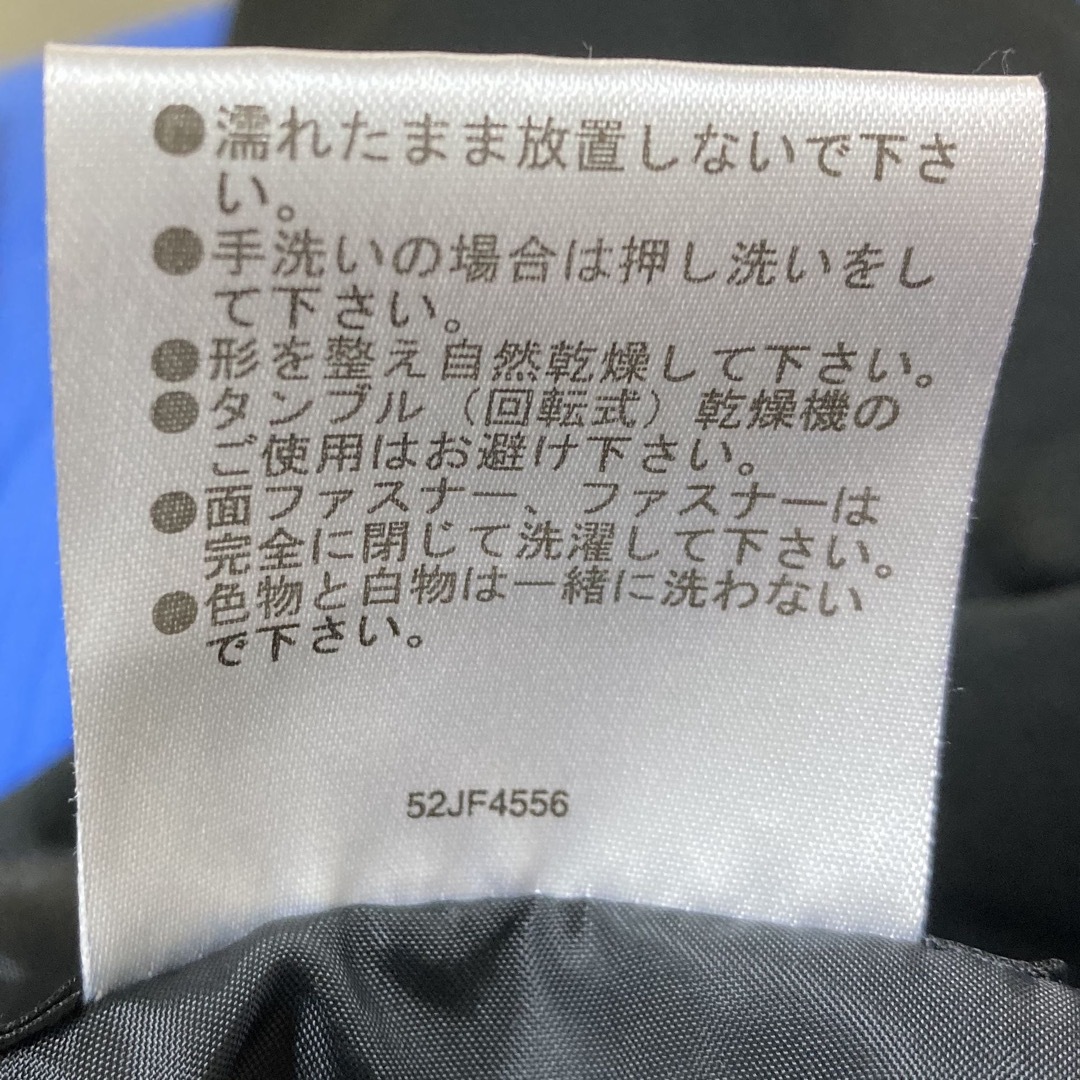 ●濡れたまま放置しないで下さ
い。
●手洗いの場合は押し洗いをし
て下さい。
●形を整え自然乾燥して下さい。
●タンブル（回転式）乾燥機の
ご使用はお避け下さい。
●面ファスナー、ファスナーは
完全に閉じて洗濯して下さい。
●色物と白物は一緒に洗わない
で下さい。
52JF4556